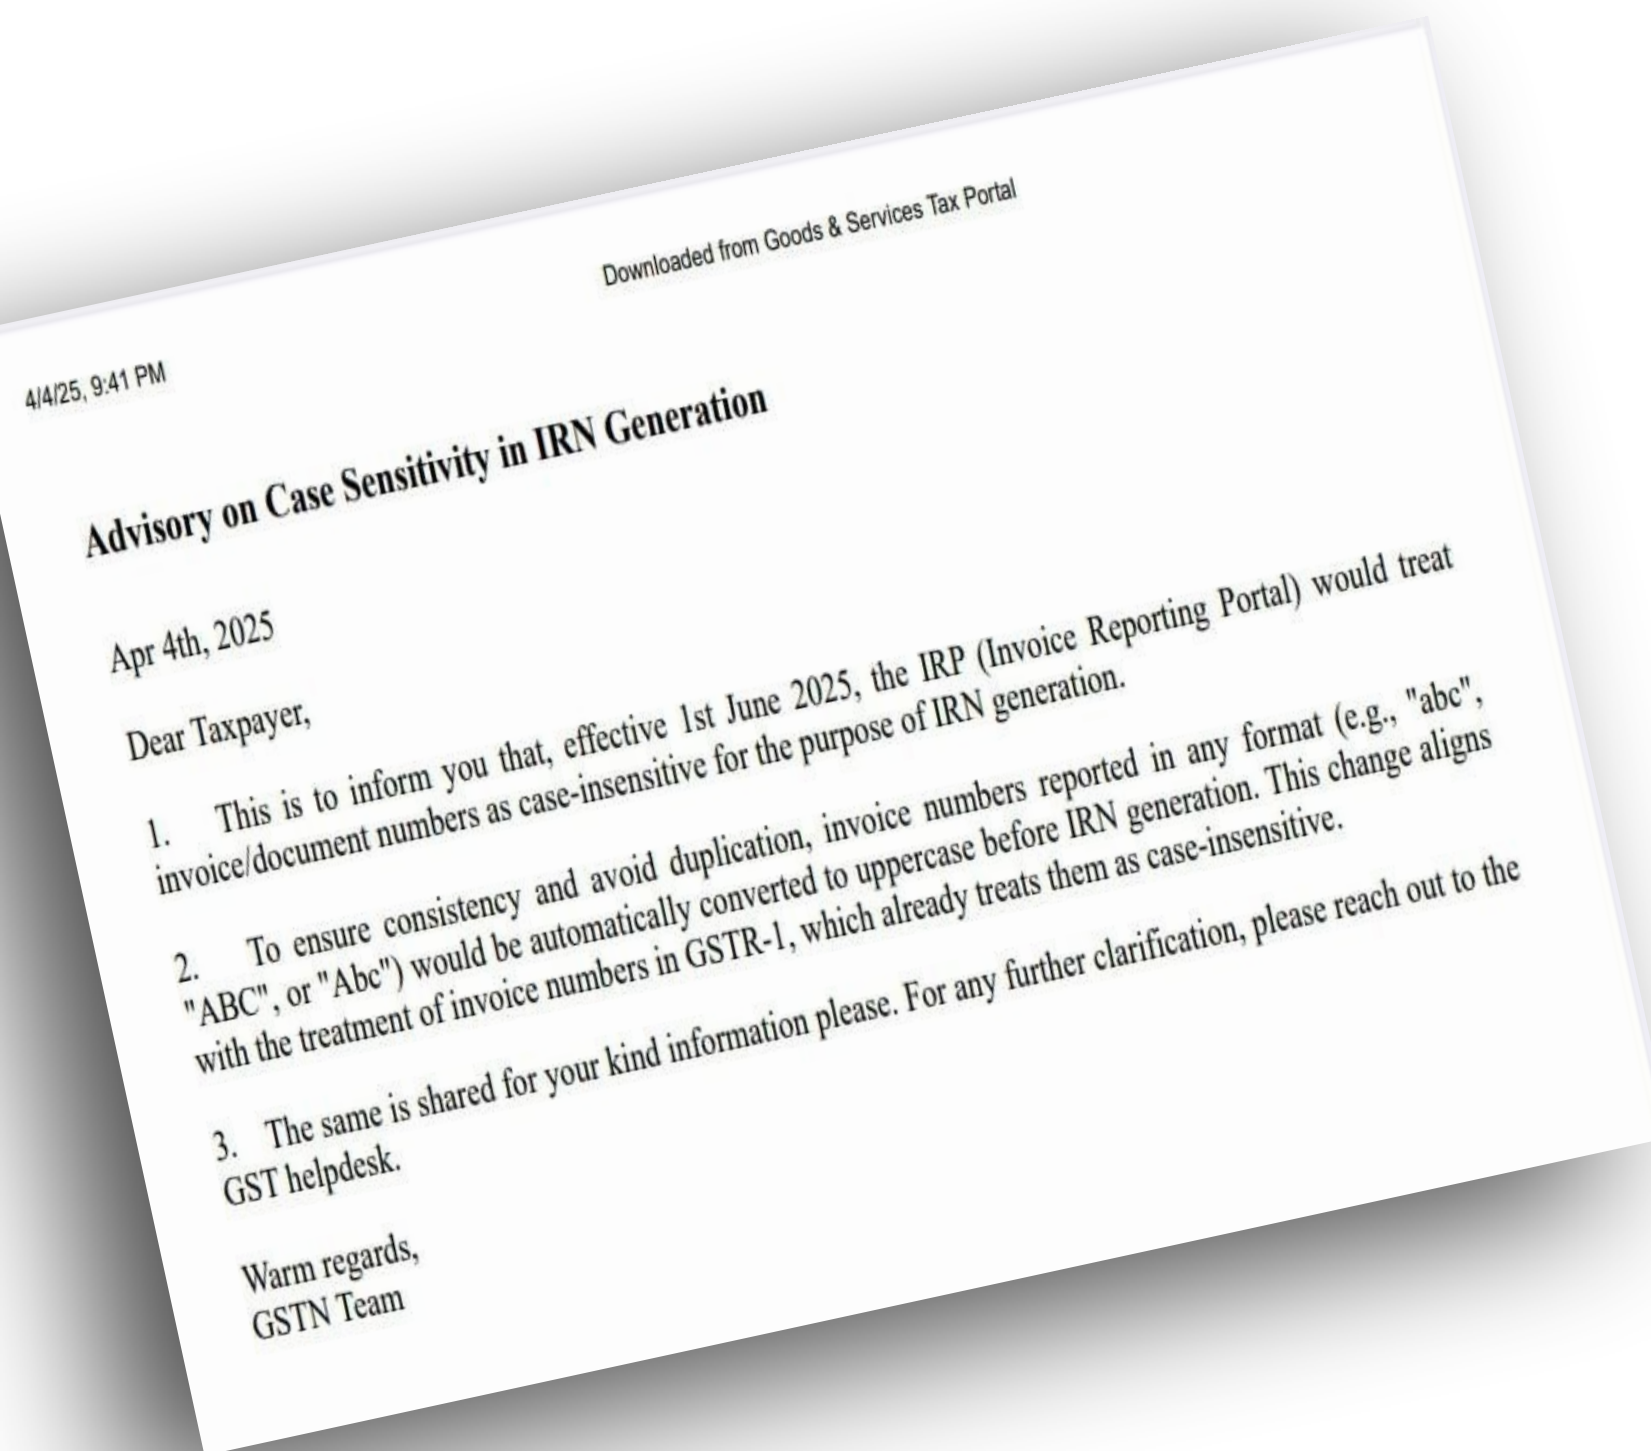 Downloaded from Goods & Services Tax Portal
4/4/25, 9:41 PM
Advisory on Case Sensitivity in IRN Generation
Apr 4th, 2025
Dear Taxpayer,
1. This is to inform you that, effective 1st June 2025, the IRP (Invoice Reporting Portal) would treat
invoice/document numbers as case-insensitive for the purpose of IRN generation.
2. To ensure consistency and avoid duplication, invoice numbers reported in any format (e.g., "abc",
"ABC", or "Abc") would be automatically converted to uppercase before IRN generation. This change aligns
with the treatment of invoice numbers in GSTR-1, which already treats them as case-insensitive.
3. The same is shared for your kind information please. For any further clarification, please reach out to the
GST helpdesk.
Warm regards,
GSTN Team